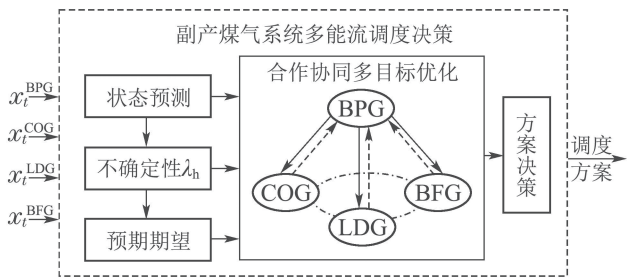 副产煤气系统多能流调度决策
合作协同多目标优化
x_t^BPG
x_t^COG
x_t^LDG
x_t^BFG
状态预测
不确定性λ_h
预期期望
BPG
COG
BFG
LDG
方案决策
调度
方案